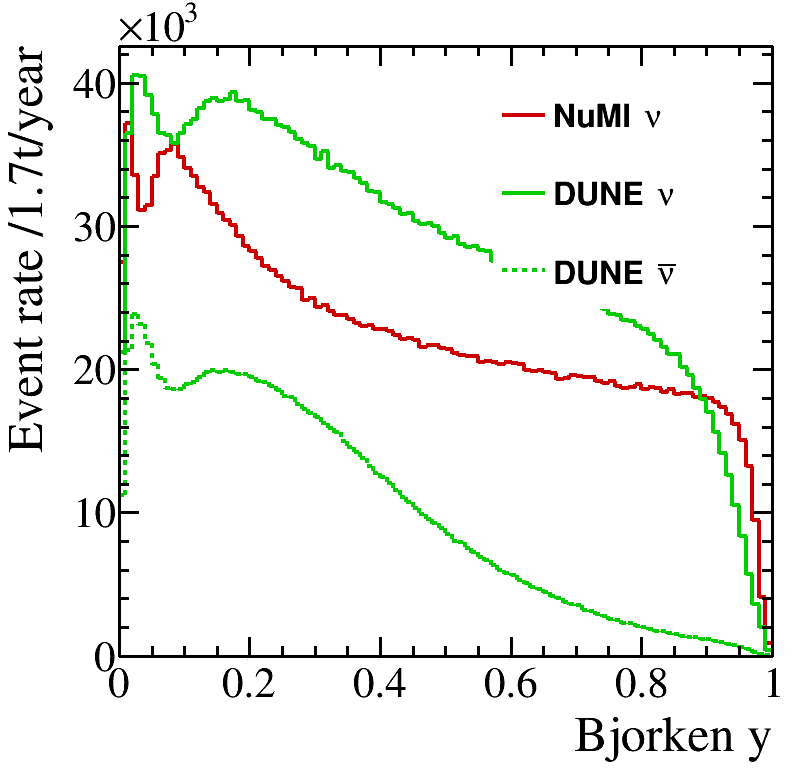 ×10³
Event rate /1.7t/year
40
30
20
10
0
NuMI ν
DUNE ν
DUNE ν̅
0 0.2 0.4 0.6 0.8 1
Bjorken y